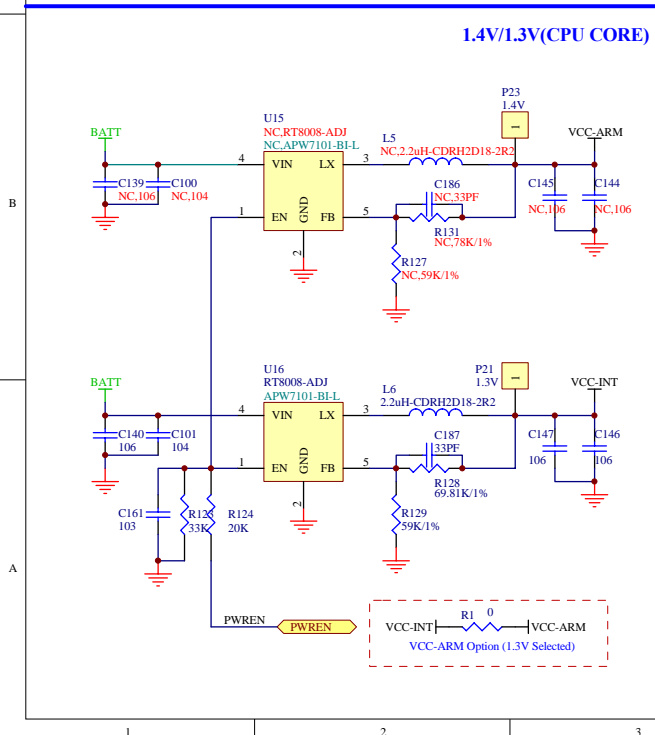 1.4V/1.3V(CPU CORE)
P23
1.4V
1
U15
NC,RT8008-ADJ
NC,APW7101-BI-L
BATT
L5
NC,2.2uH-CDRH2D18-2R2
VCC-ARM
4
VIN
LX
3
C139
NC,106
C100
NC,104
GND
C186
NC,33PF
C145
NC,106
C144
NC,106
B
1
EN
FB
5
R131
NC,78K/1%
2
R127
NC,59K/1%
U16
RT8008-ADJ
APW7101-BI-L
P21
1.3V
1
BATT
L6
2.2uH-CDRH2D18-2R2
VCC-INT
4
VIN
LX
3
C140
106
C101
104
GND
C187
33PF
C147
106
C146
106
1
EN
FB
5
R128
69.81K/1%
2
C161
103
R123
33K
R124
20K
R129
59K/1%
A
PWREN
PWREN
R1
0
VCC-INT
VCC-ARM
VCC-ARM Option (1.3V Selected)
1
2
3